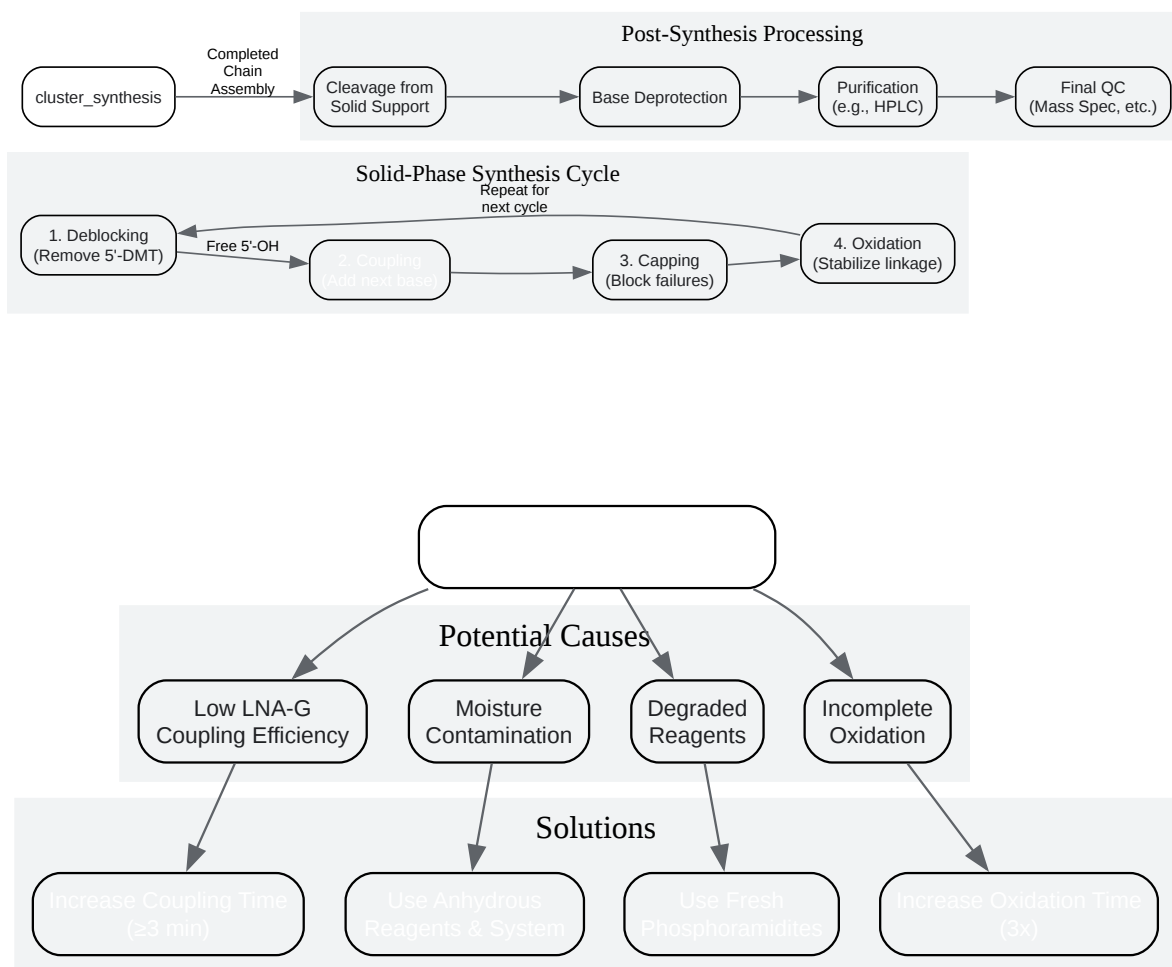 Post-Synthesis Processing
cluster_synthesis
Completed
Chain
Assembly
Cleavage from
Solid Support
Base Deprotection
Purification
(e.g., HPLC)
Final QC
(Mass Spec, etc.)
Solid-Phase Synthesis Cycle
Repeat for
next cycle
1. Deblocking
(Remove 5'-DMT)
Free 5'-OH
2. Coupling
(Add next base)
3. Capping
(Block failures)
4. Oxidation
(Stabilize linkage)
Potential Causes
Low LNA-G
Coupling Efficiency
Moisture
Contamination
Degraded
Reagents
Incomplete
Oxidation
Solutions
Increase Coupling Time
(≥3 min)
Use Anhydrous
Reagents & System
Use Fresh
Phosphoramidites
Increase Oxidation Time
(3x)